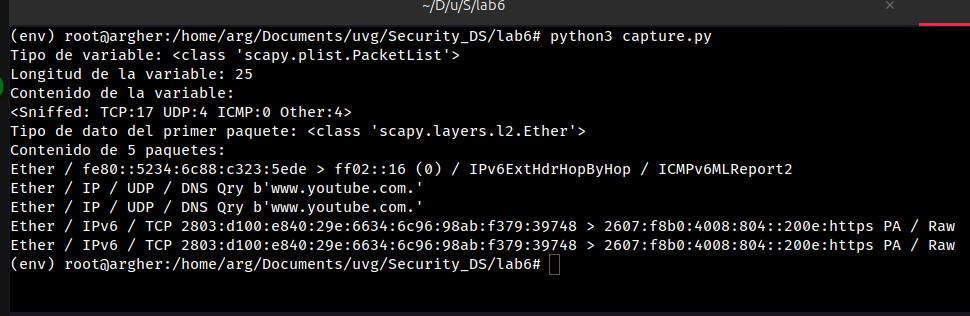 ~/D/u/S/lab6
(env) root@argher:/home/arg/Documents/uvg/Security_DS/lab6# python3 capture.py
Tipo de variable: <class 'scapy.plist.PacketList'>
Longitud de la variable: 25
Contenido de la variable:
<Sniffed: TCP:17 UDP:4 ICMP:0 Other:4>
Tipo de dato del primer paquete: <class 'scapy.layers.l2.Ether'>
Contenido de 5 paquetes:
Ether / fe80::5234:6c88:c323:5ede > ff02::16 (0) / IPv6ExtHdrHopByHop / ICMPv6MLReport2
Ether / IP / UDP / DNS Qry b'www.youtube.com.'
Ether / IP / UDP / DNS Qry b'www.youtube.com.'
Ether / IPv6 / TCP 2803:d100:e840:29e:6634:6c96:98ab:f379:39748 > 2607:f8b0:4008:804::200e:https PA / Raw
Ether / IPv6 / TCP 2803:d100:e840:29e:6634:6c96:98ab:f379:39748 > 2607:f8b0:4008:804::200e:https PA / Raw
(env) root@argher:/home/arg/Documents/uvg/Security_DS/lab6#